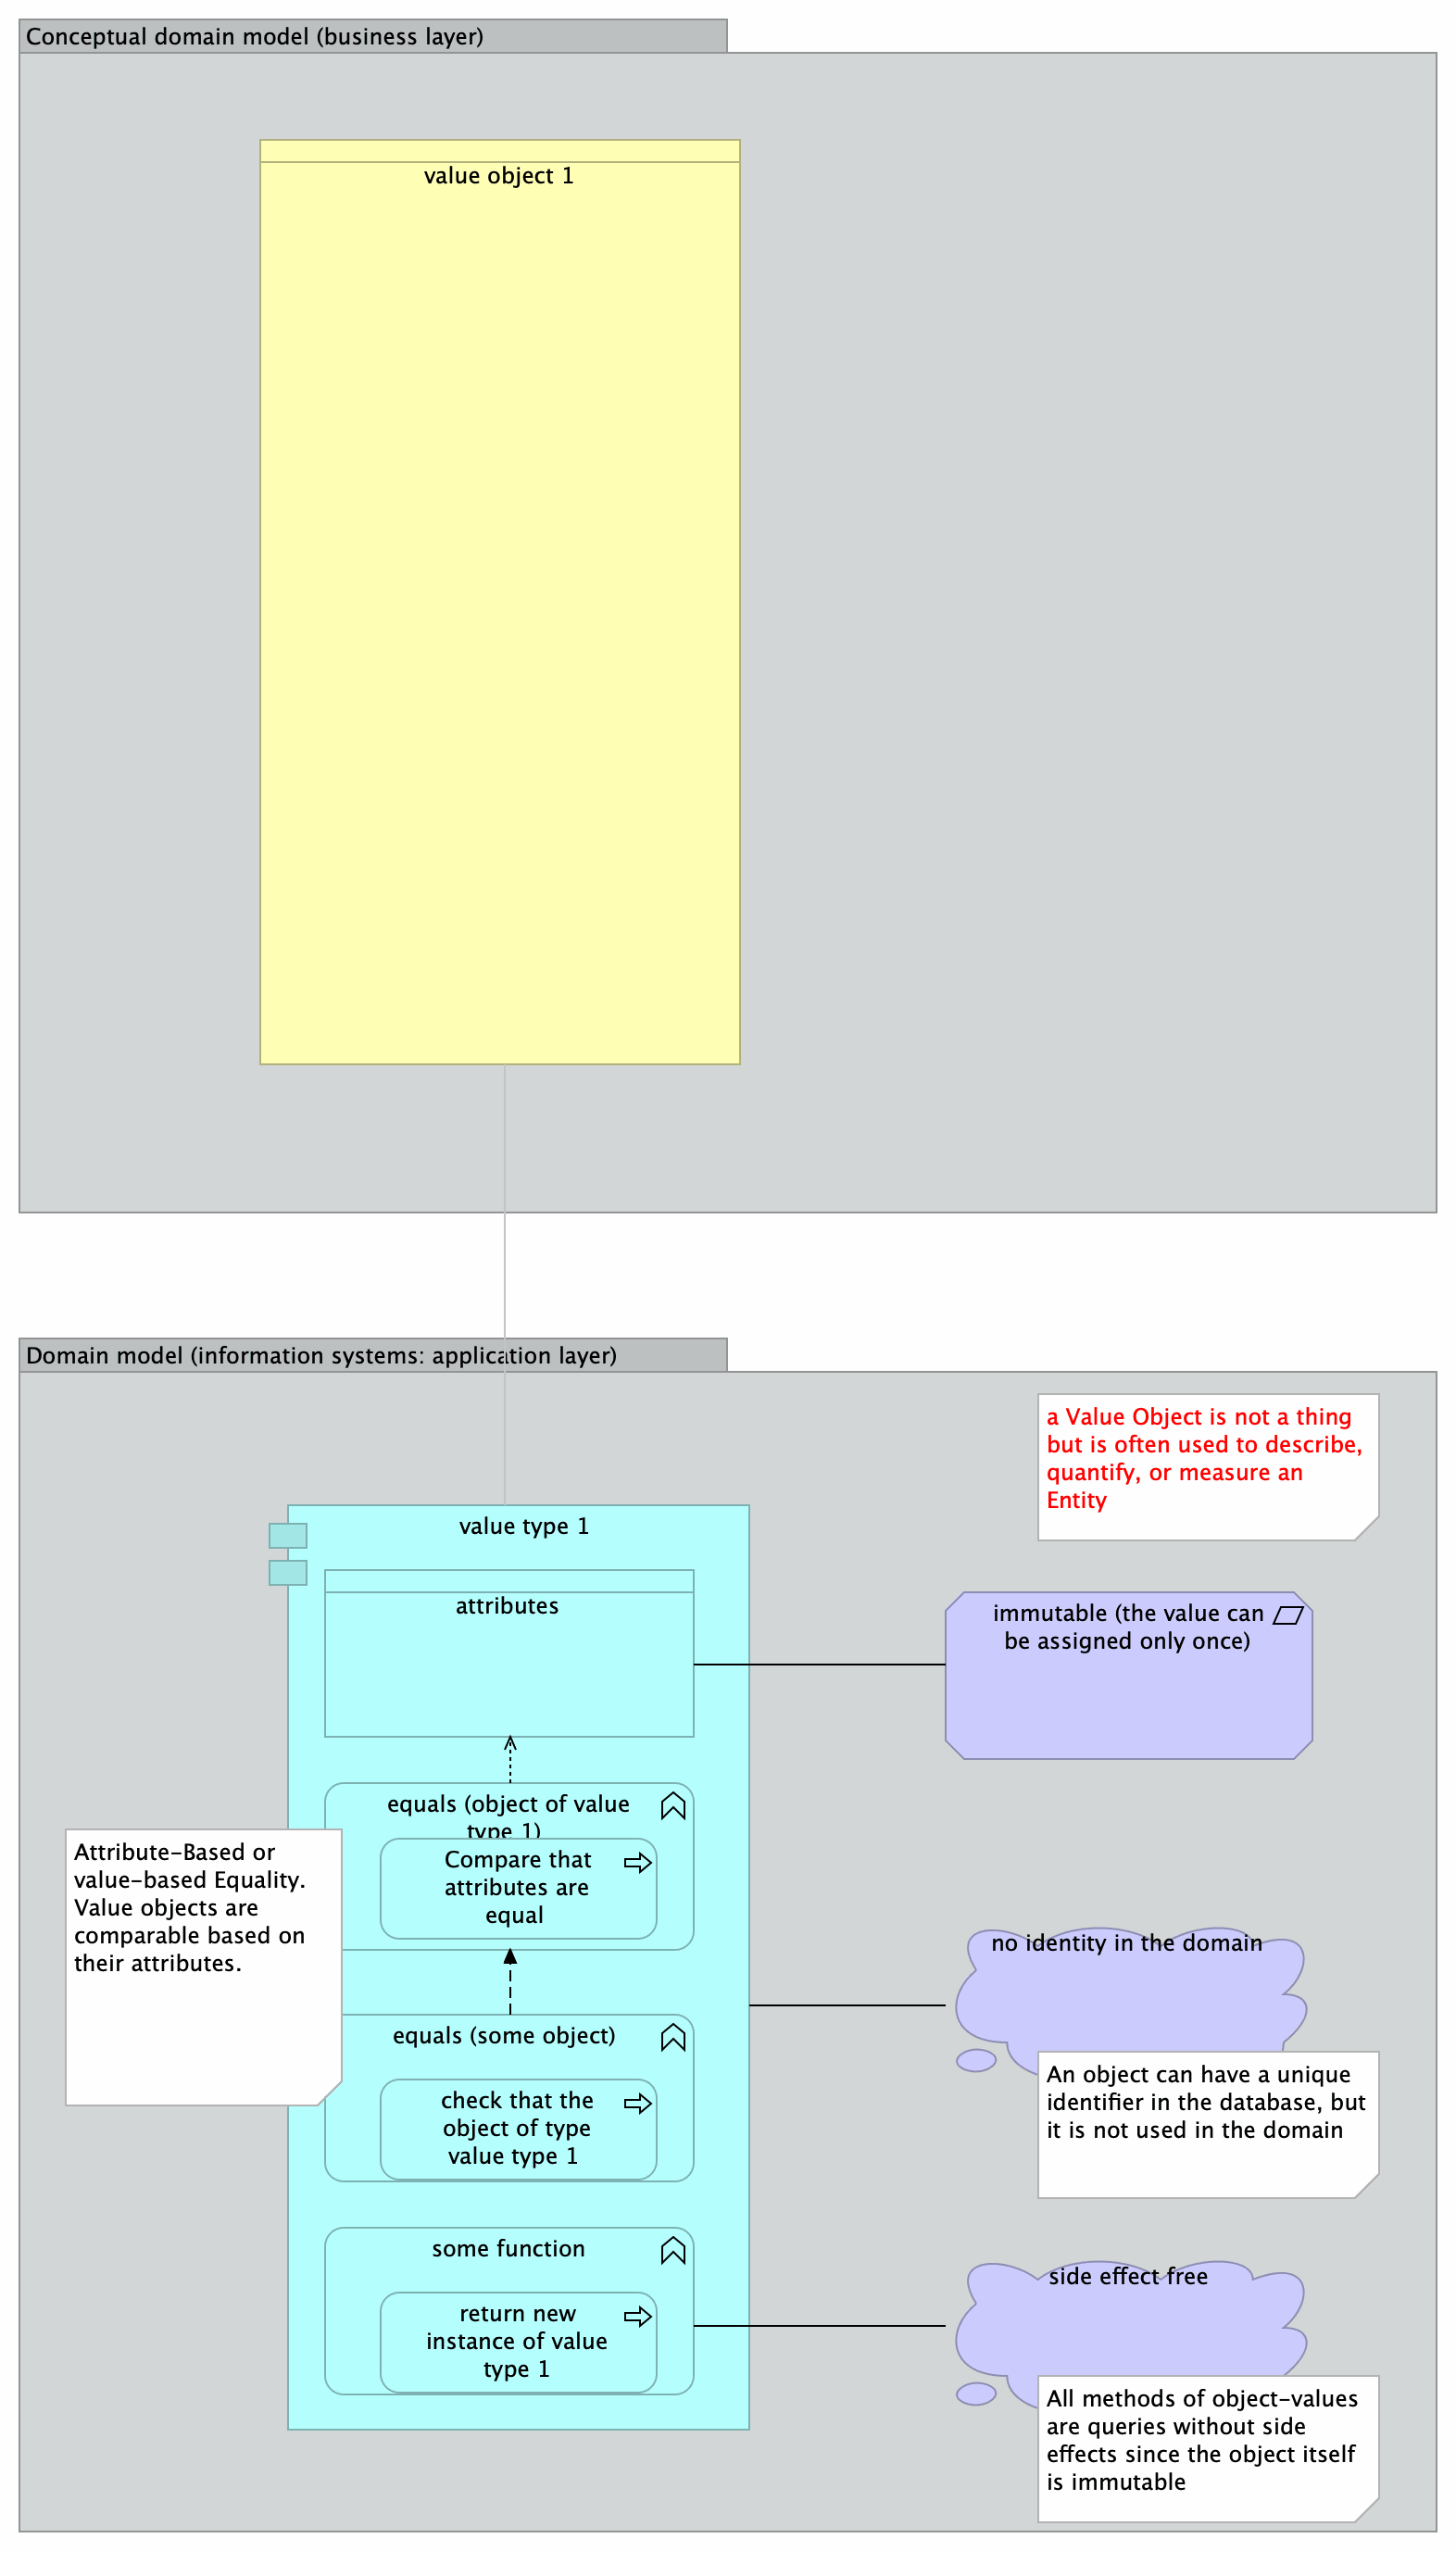 Conceptual domain model (business layer)
value object 1
Domain model (information systems: application layer)
a Value Object is not a thing
but is often used to describe,
quantify, or measure an
Entity
value type 1
attributes
immutable (the value can
be assigned only once)
equals (object of value
type 1)
Compare that
attributes are
equal
Attribute-Based or
value-based Equality.
Value objects are
comparable based on
their attributes.
no identity in the domain
equals (some object)
check that the
object of type
value type 1
An object can have a unique
identifier in the database, but
it is not used in the domain
some function
return new
instance of value
type 1
side effect free
All methods of object-values
are queries without side
effects since the object itself
is immutable